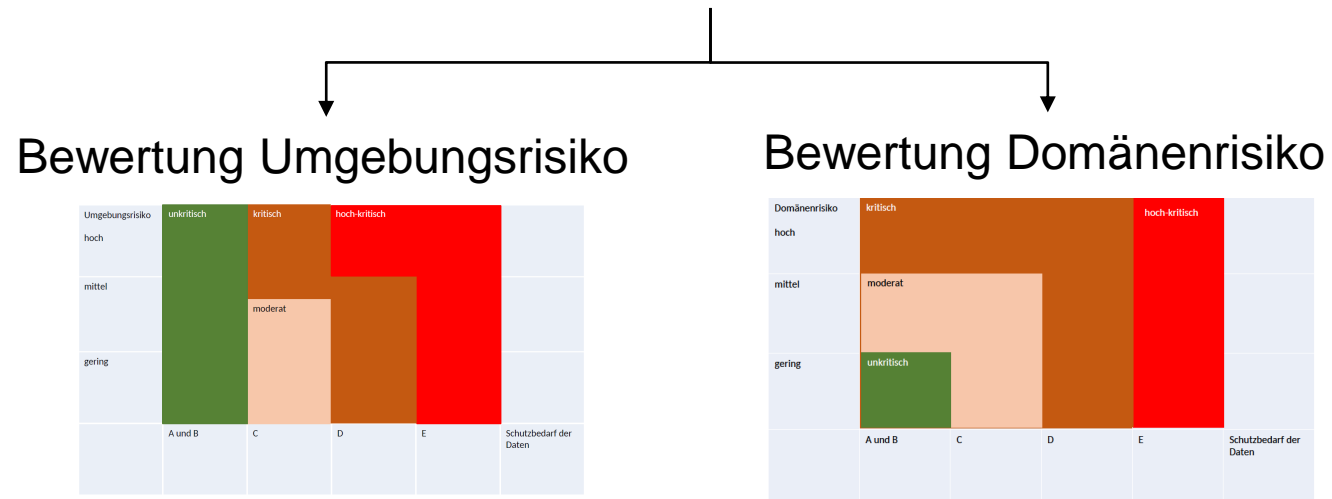 Bewertung Umgebungsrisiko
Umgebungsrisiko
hoch
unkritisch
kritisch
hoch-kritisch
mittel
moderat
gering
A und B
C
D
E
Schutzbedarf der
Daten
Bewertung Domänenrisiko
Domänenrisiko
hoch
kritisch
hoch-kritisch
mittel
moderat
gering
unkritisch
A und B
C
D
E
Schutzbedarf der
Daten